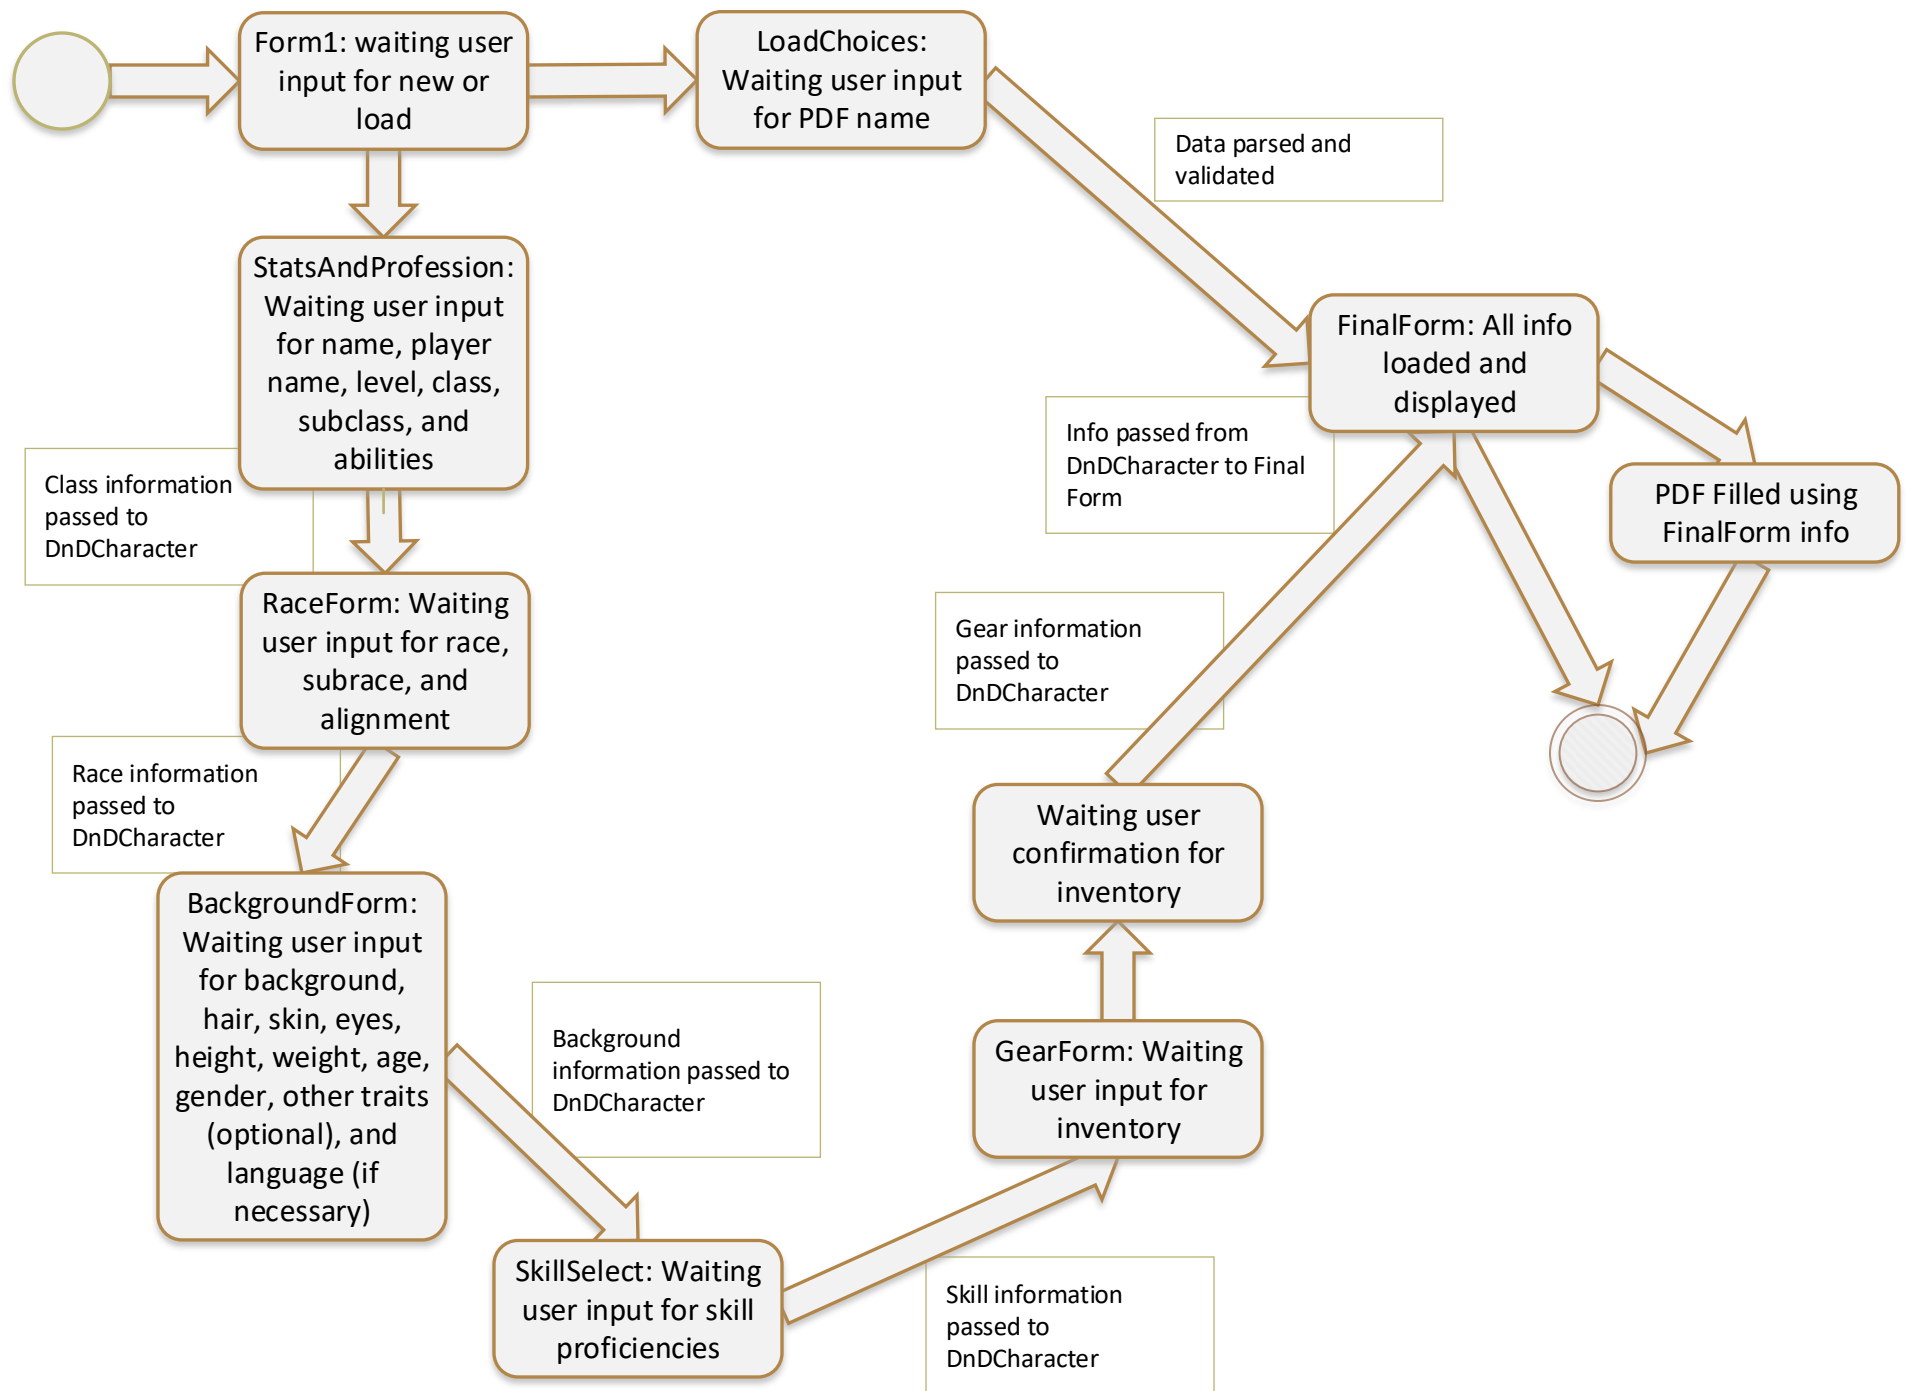 Form1: waiting user
input for new or
load
LoadChoices:
Waiting user input
for PDF name
Data parsed and
validated
StatsAndProfession:
Waiting user input
for name, player
name, level, class,
subclass, and
abilities
FinalForm: All info
loaded and
displayed
Info passed from
DnDCharacter to Final
Form
Class information
passed to
DnDCharacter
PDF Filled using
FinalForm info
RaceForm: Waiting
user input for race,
subrace, and
alignment
Gear information
passed to
DnDCharacter
Race information
passed to
DnDCharacter
Waiting user
confirmation for
inventory
BackgroundForm:
Waiting user input
for background,
hair, skin, eyes,
height, weight, age,
gender, other traits
(optional), and
language (if
necessary)
Background
information passed to
DnDCharacter
GearForm: Waiting
user input for
inventory
SkillSelect: Waiting
user input for skill
proficiencies
Skill information
passed to
DnDCharacter